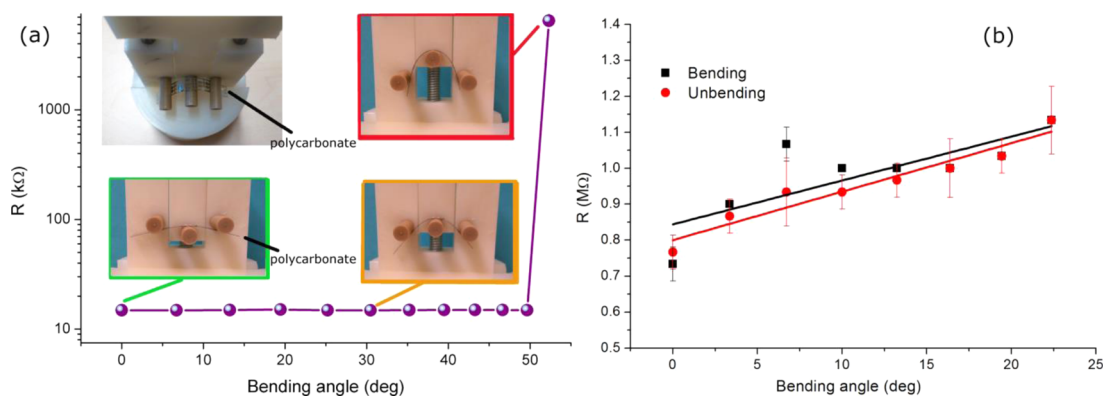 (a)
R (kΩ)
1000
100
10
0
10
20
30
40
50
Bending angle (deg)
polycarbonate
polycarbonate
(b)
Bending
Unbending
R (MΩ)
1.4
1.3
1.2
1.1
1.0
0.9
0.8
0.7
0.6
0.5
0
5
10
15
20
25
Bending angle (deg)